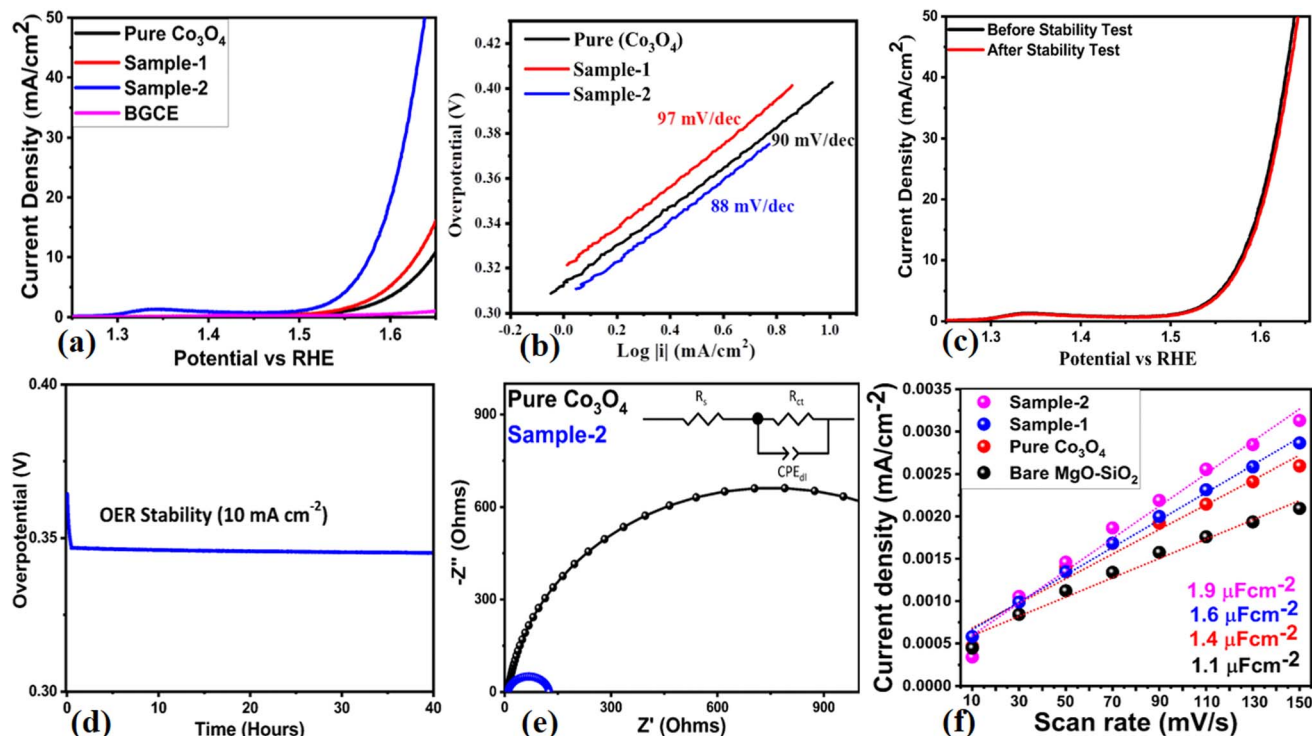 50
40
30
20
10
0
Current Density (mA/cm²)
Pure Co₃O₄
Sample-1
Sample-2
BGCE
1.3
1.4
1.5
1.6
(a)
Potential vs RHE
0.42
0.40
0.38
0.36
0.34
0.32
0.30
Overpotential (V)
Pure (Co₃O₄)
Sample-1
Sample-2
97 mV/dec
90 mV/dec
88 mV/dec
-0.2
0.0
0.2
0.4
0.6
0.8
1.0
(b)
Log |i| (mA/cm²)
50
40
30
20
10
0
Current Density (mA/cm²)
Before Stability Test
After Stability Test
1.3
1.4
1.5
1.6
(c)
Potential vs RHE
0.40
0.35
0.30
Overpotential (V)
OER Stability (10 mA cm⁻²)
0
10
20
30
40
(d)
Time (Hours)
900
600
300
0
-Z'' (Ohms)
Pure Co₃O₄
Sample-2
Rₛ
R꜀ₜ
CPE_dl
0
150
300
450
600
750
900
(e)
Z' (Ohms)
0.0035
0.0030
0.0025
0.0020
0.0015
0.0010
0.0005
0.0000
Current density (mA/cm⁻²)
Sample-2
Sample-1
Pure Co₃O₄
Bare MgO-SiO₂
1.9 μFcm⁻²
1.6 μFcm⁻²
1.4 μFcm⁻²
1.1 μFcm⁻²
10
30
50
70
90
110
130
150
(f)
Scan rate (mV/s)